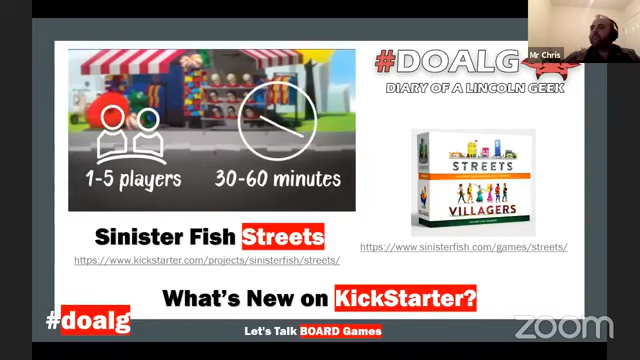 Mr Chris
#DOALG
DIARY OF A LINCOLN GEEK
1-5 players
30-60 minutes
STREETS
VILLAGERS
Sinister Fish Streets
https://www.kickstarter.com/projects/sinisterfish/streets/
https://www.sinisterfish.com/games/streets/
What's New on KickStarter?
#doalg
Let's Talk BOARD Games
zoom